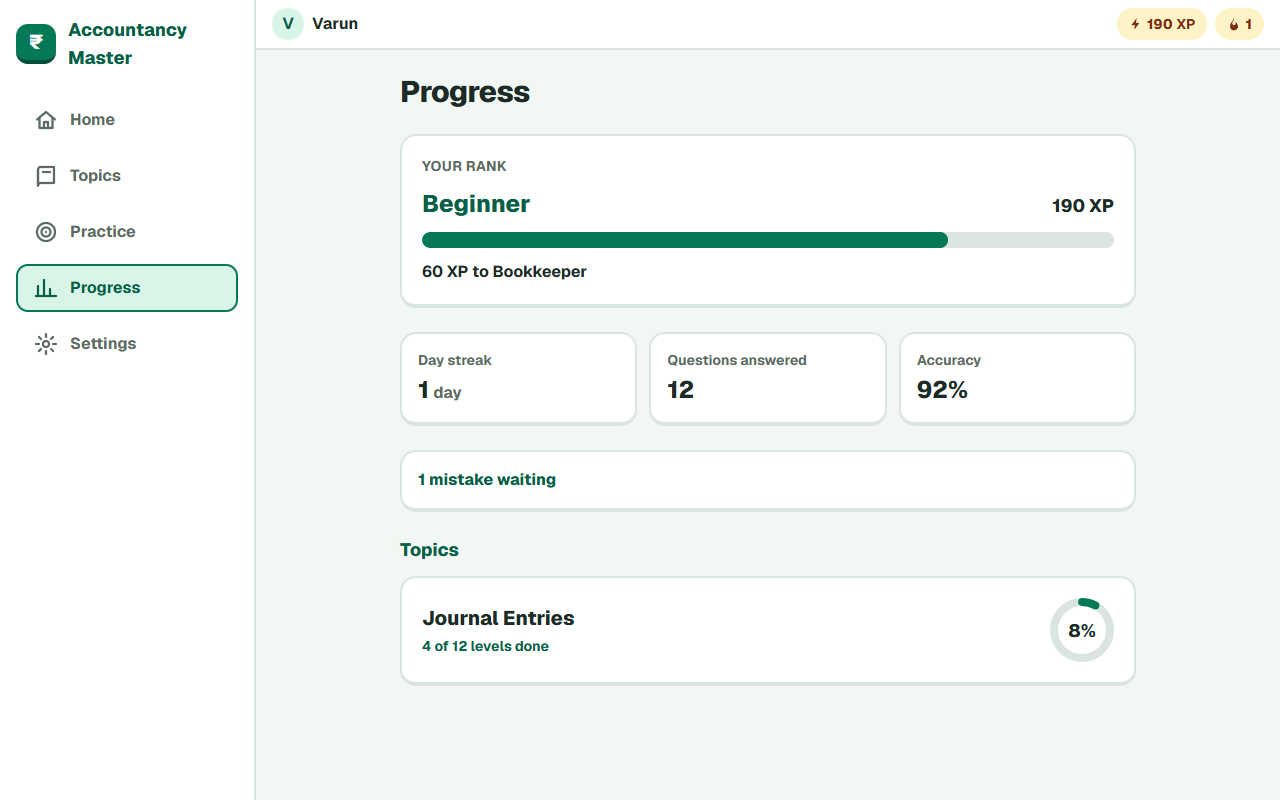 ₹
Accountancy
Master
Home
Topics
Practice
Progress
Settings
V Varun
190 XP
1
Progress
YOUR RANK
Beginner
190 XP
60 XP to Bookkeeper
Day streak
1 day
Questions answered
12
Accuracy
92%
1 mistake waiting
Topics
Journal Entries
4 of 12 levels done
8%